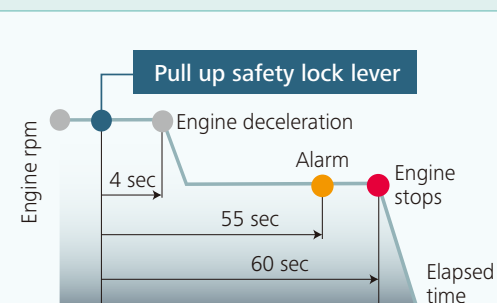 Pull up safety lock lever
Engine deceleration
Engine rpm
4 sec
Alarm
Engine
stops
55 sec
60 sec
Elapsed
time